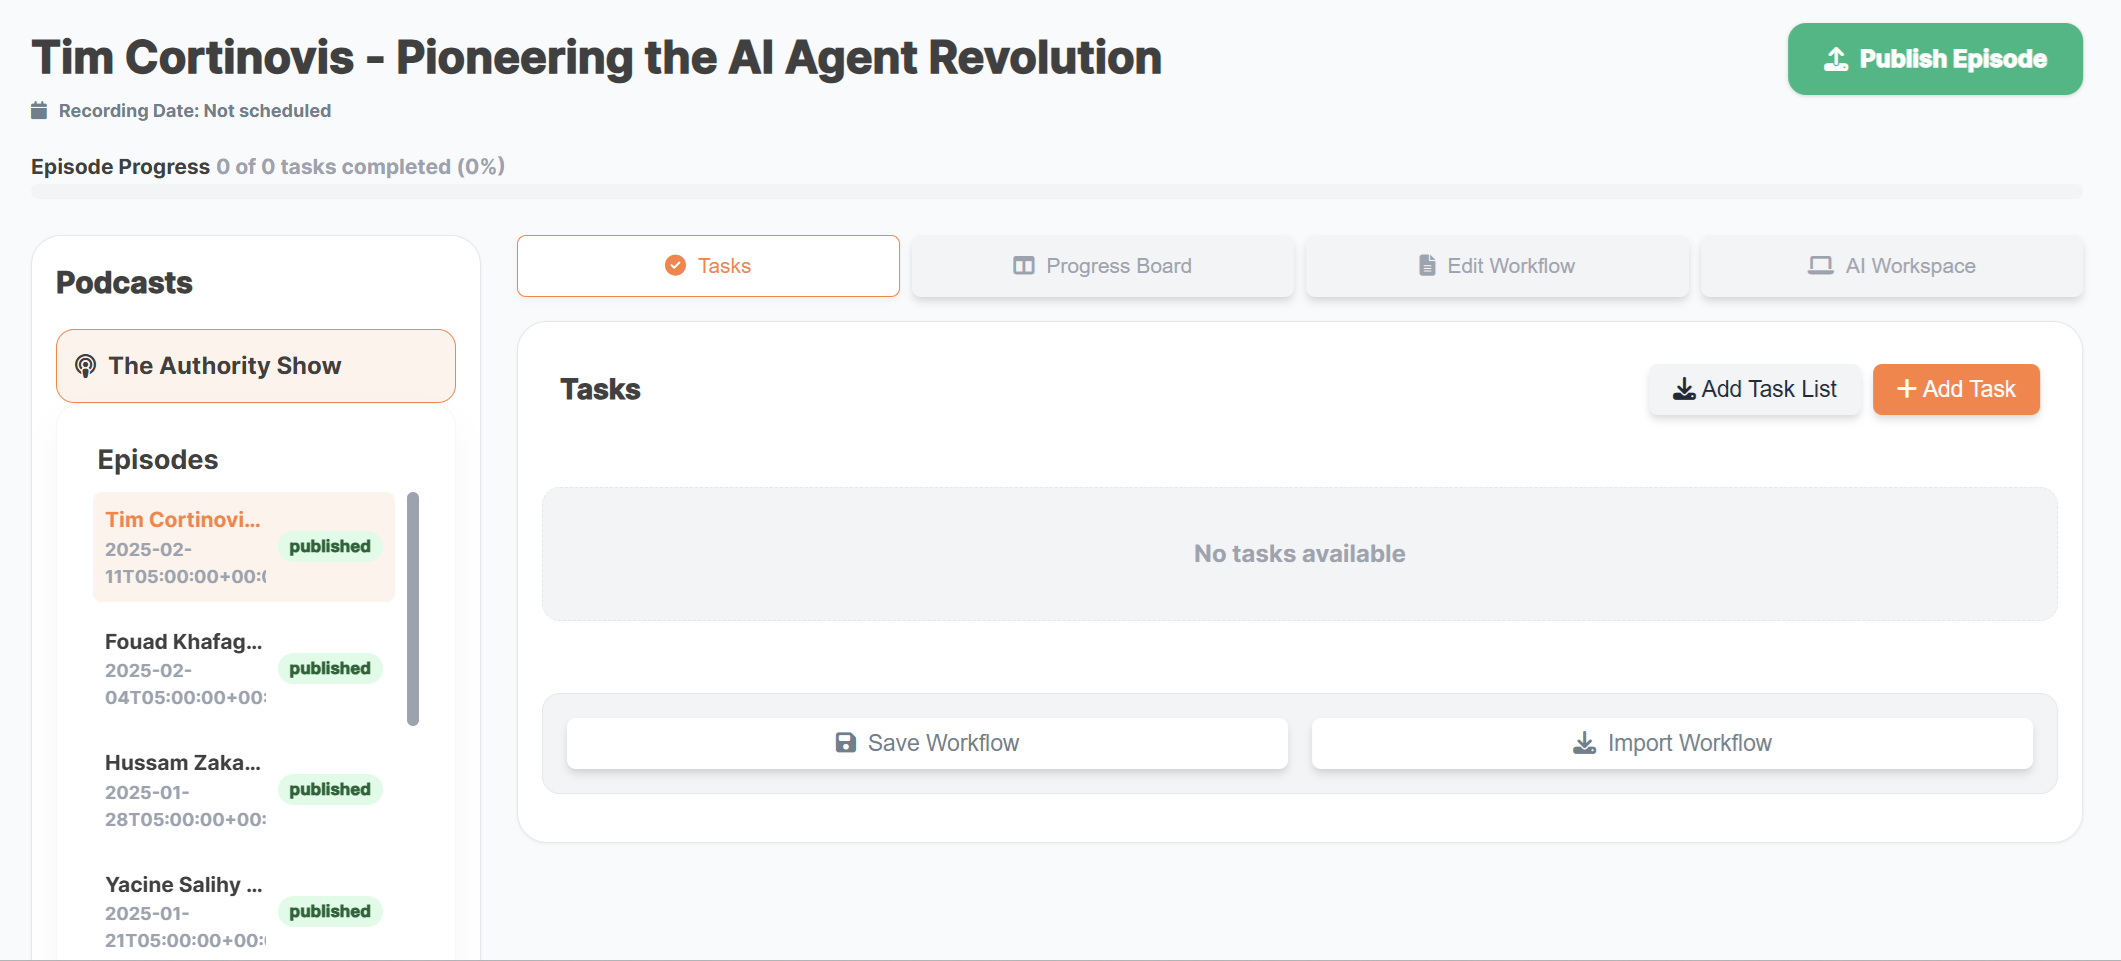 Tim Cortinovis - Pioneering the AI Agent Revolution
Publish Episode
Recording Date: Not scheduled
Episode Progress 0 of 0 tasks completed (0%)
Podcasts
The Authority Show
Episodes
Tim Cortinovi...
2025-02-
11T05:00:00+00:
published
Fouad Khafag...
2025-02-
04T05:00:00+00:
published
Hussam Zaka...
2025-01-
28T05:00:00+00:
published
Yacine Salihy ...
2025-01-
21T05:00:00+00:
published
Tasks
Progress Board
Edit Workflow
AI Workspace
Tasks
Add Task List
Add Task
No tasks available
Save Workflow
Import Workflow